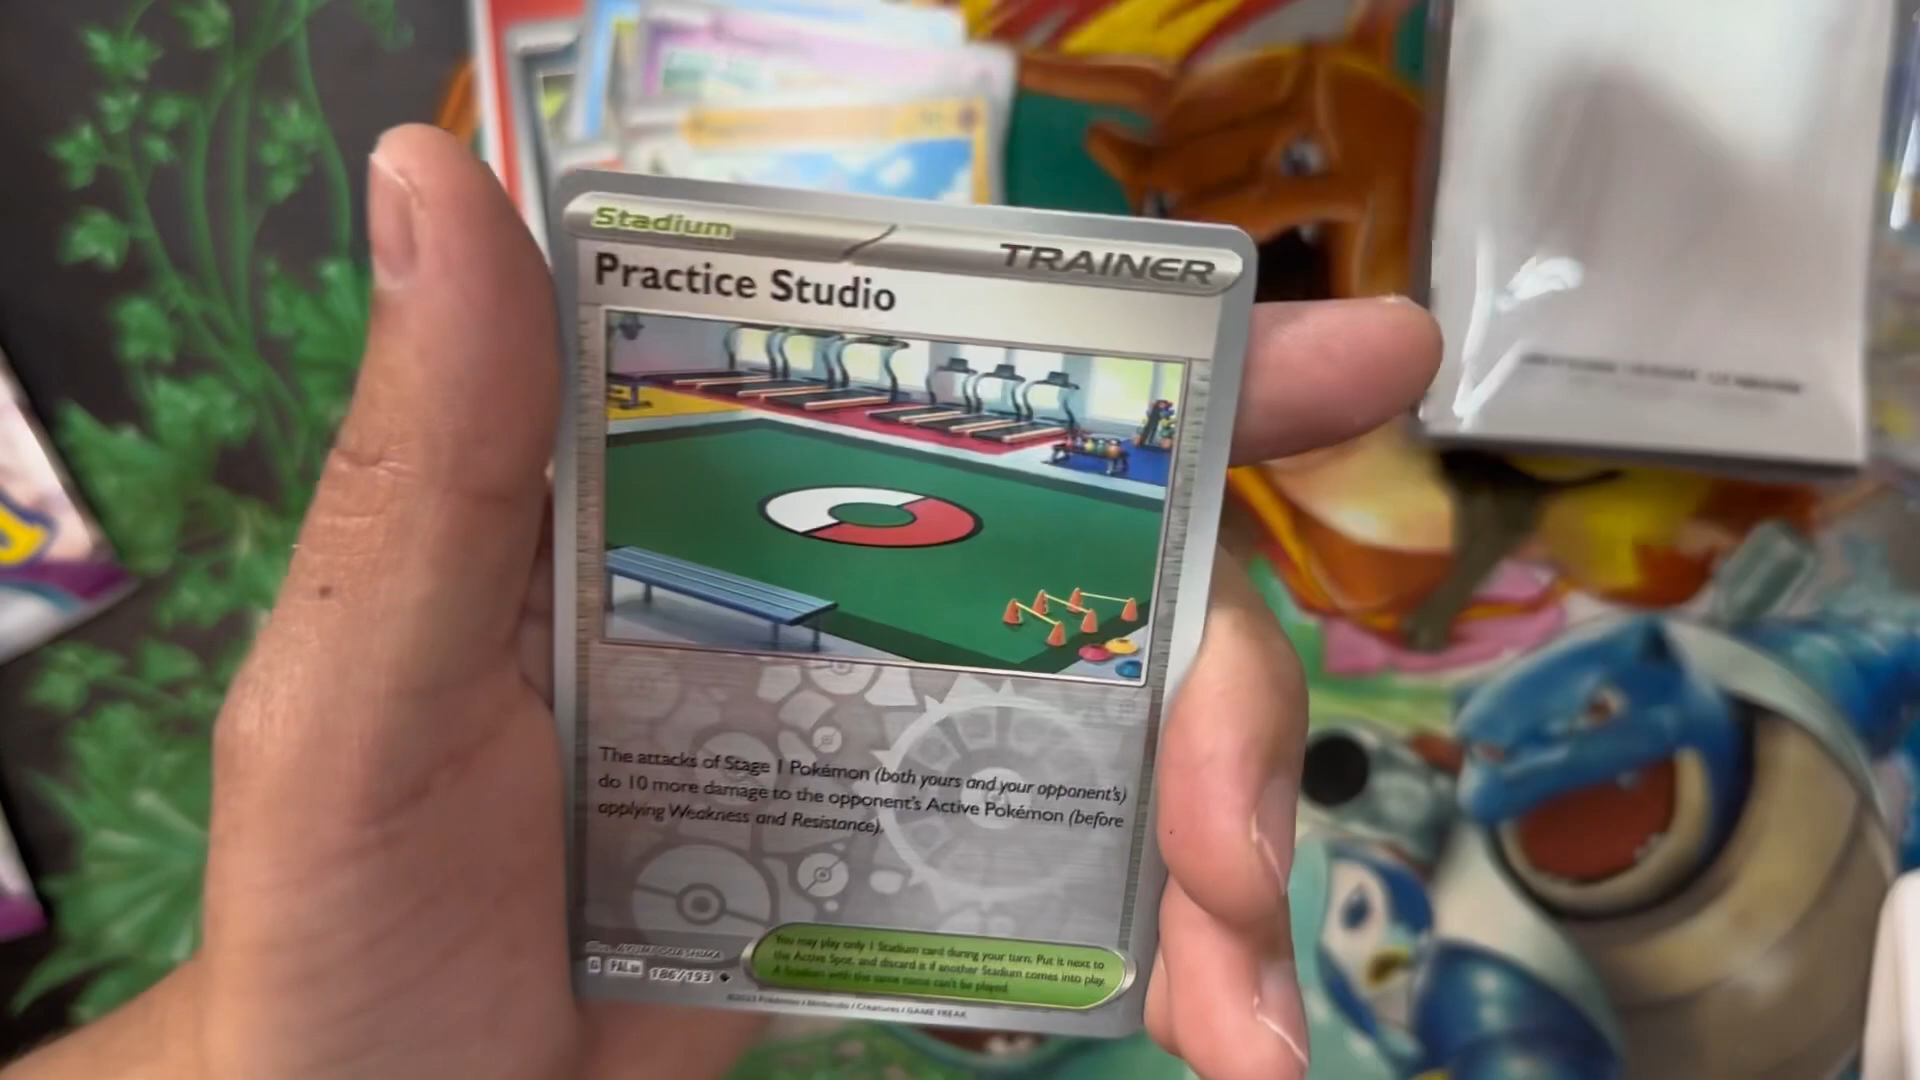 Stadium
TRAINER
Practice Studio
The attacks of Stage 1 Pokémon (both yours and your opponent's)
do 10 more damage to the opponent's Active Pokémon (before
applying Weakness and Resistance).
You may play only 1 Stadium card during your turn. Put it next to
the Active Spot, and discard it if another Stadium comes into play.
A Stadium with the same name can't be played.
G PAL EN 186/193
©2023 Pokémon / Nintendo / Creatures / GAME FREAK